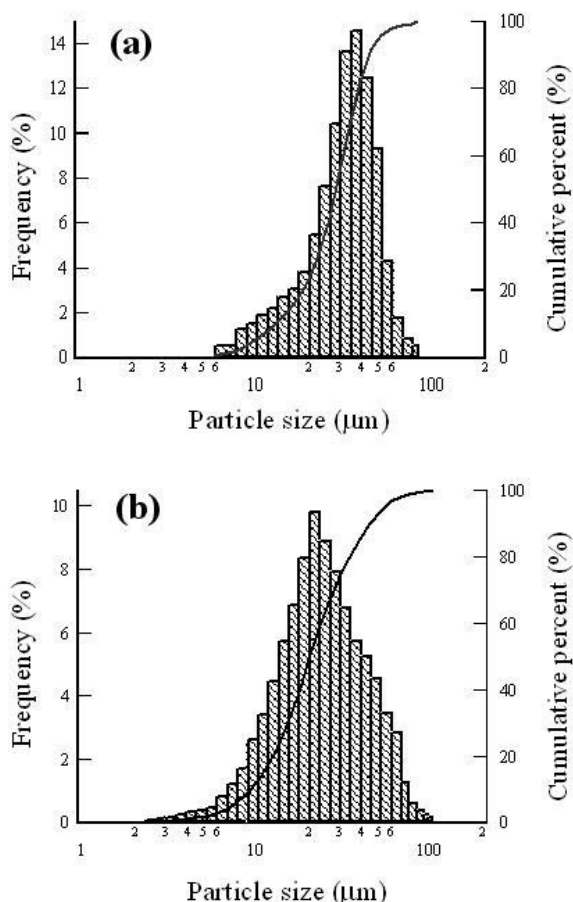 (a)
Frequency (%)
14
12
10
8
6
4
2
0
100
80
60
40
20
0
Cumulative percent (%)
2 3 4 5 6 2 3 4 5 6 2
1 10 100
Particle size (μm)
(b)
Frequency (%)
10
8
6
4
2
0
100
80
60
40
20
0
Cumulative percent (%)
2 3 4 5 6 2 3 4 5 6 2
1 10 100
Particle size (μm)